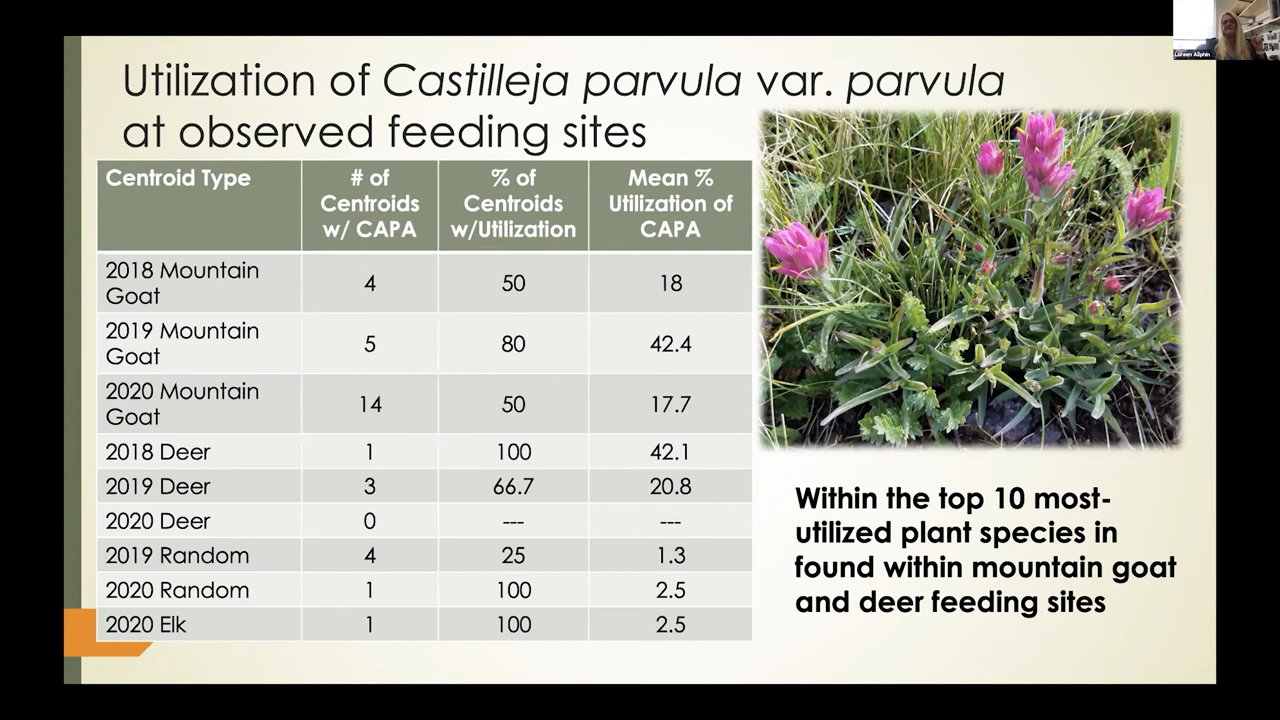 Utilization of Castilleja parvula var. parvula
at observed feeding sites
Centroid Type # of Centroids w/ CAPA % of Centroids w/Utilization Mean % Utilization of CAPA
2018 Mountain Goat 4 50 18
2019 Mountain Goat 5 80 42.4
2020 Mountain Goat 14 50 17.7
2018 Deer 1 100 42.1
2019 Deer 3 66.7 20.8
2020 Deer 0 --- ---
2019 Random 4 25 1.3
2020 Random 1 100 2.5
2020 Elk 1 100 2.5
Within the top 10 most-
utilized plant species in
found within mountain goat
and deer feeding sites
Loreen Allphin